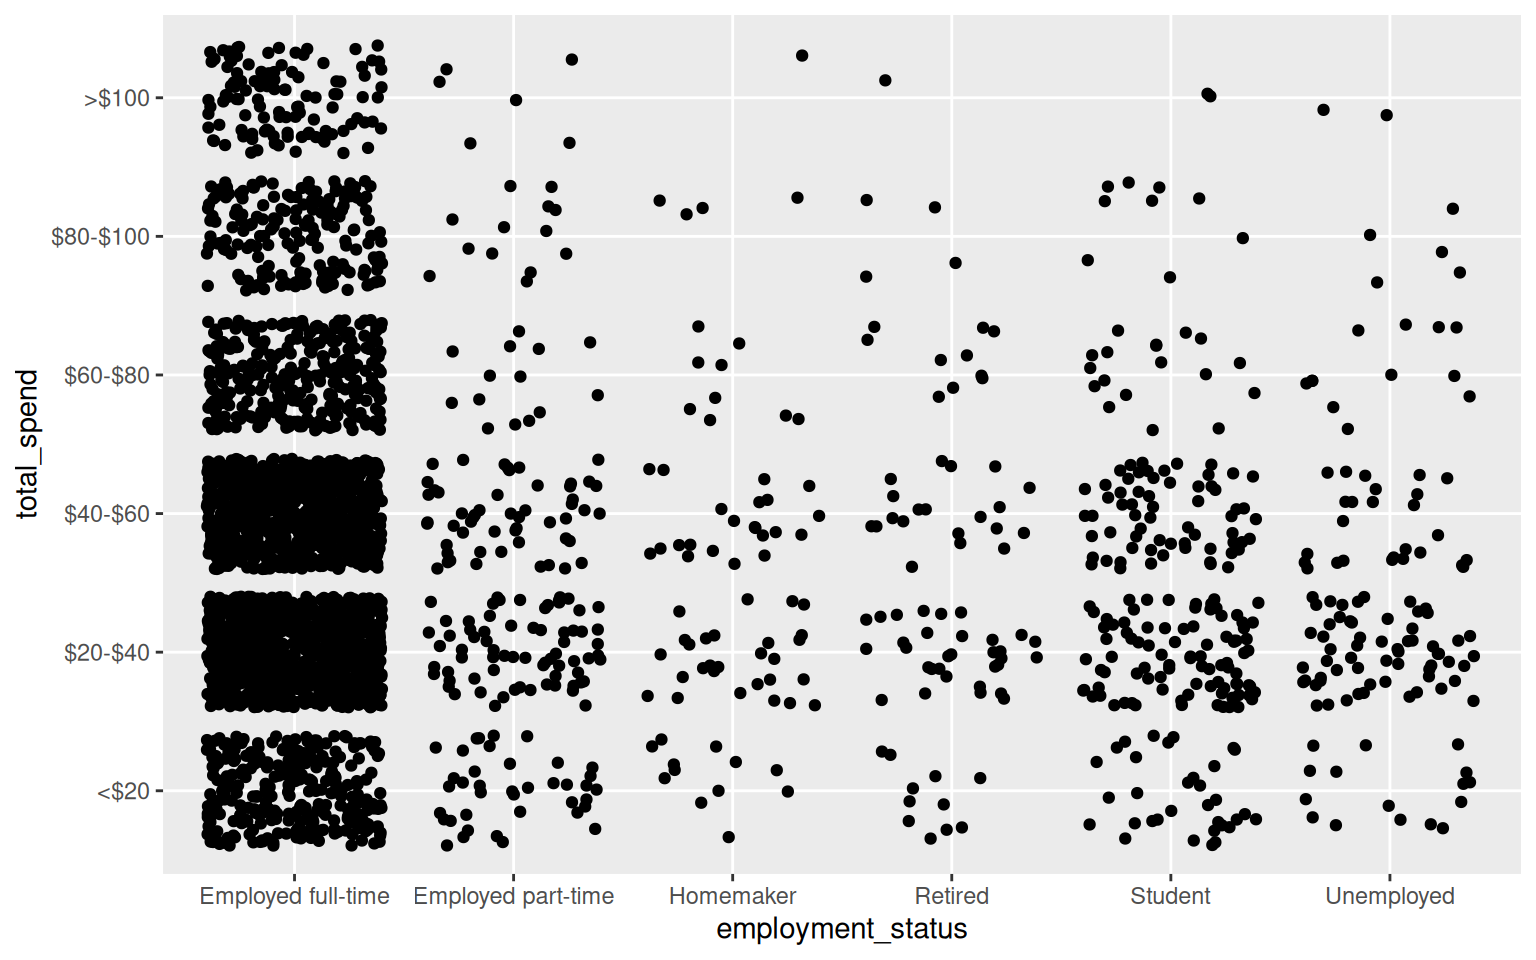 total_spend
>$100
$80-$100
$60-$80
$40-$60
$20-$40
<$20
Employed full-time
Employed part-time
Homemaker
Retired
Student
Unemployed
employment_status